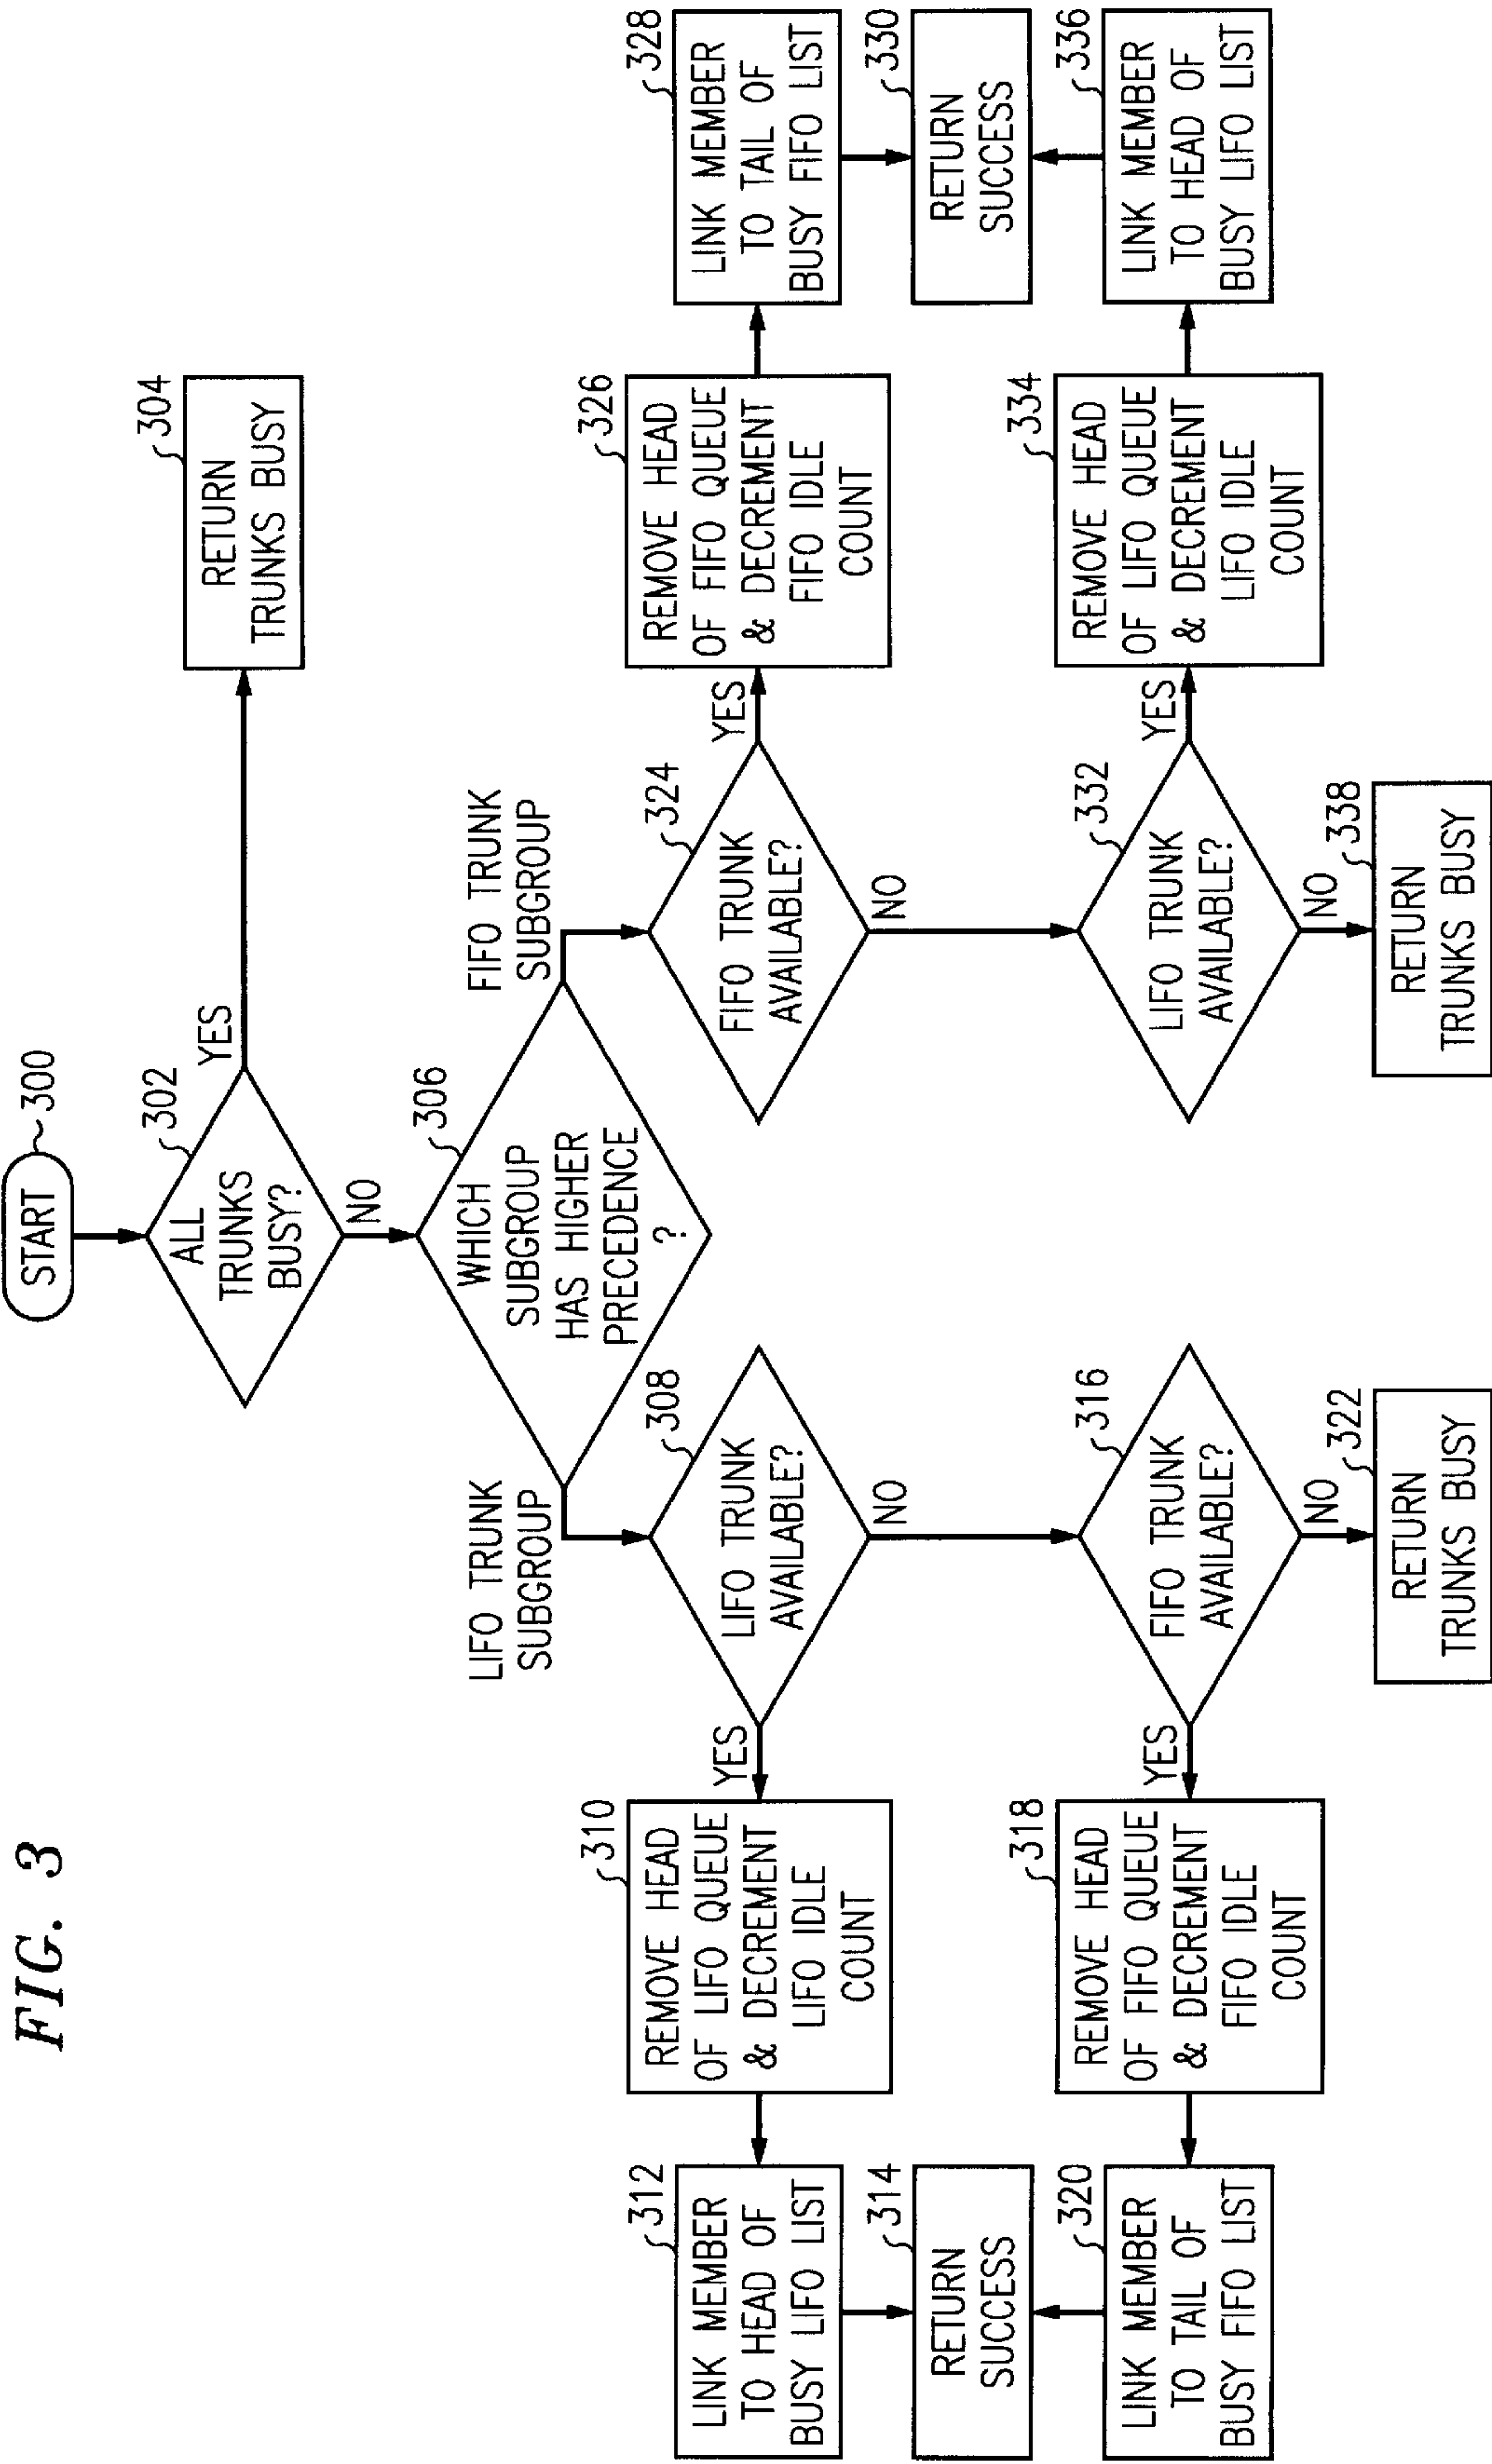 FIG. 3
START
300
ALL
TRUNKS
BUSY?
302
YES
NO
RETURN
TRUNKS BUSY
304
WHICH
SUBGROUP
HAS HIGHER
PRECEDENCE
?
306
LIFO TRUNK
SUBGROUP
FIFO TRUNK
SUBGROUP
LIFO TRUNK
AVAILABLE?
308
YES
NO
REMOVE HEAD
OF LIFO QUEUE
& DECREMENT
LIFO IDLE
COUNT
310
LINK MEMBER
TO HEAD OF
BUSY LIFO LIST
312
RETURN
SUCCESS
314
FIFO TRUNK
AVAILABLE?
316
YES
NO
REMOVE HEAD
OF FIFO QUEUE
& DECREMENT
FIFO IDLE
COUNT
318
LINK MEMBER
TO TAIL OF
BUSY FIFO LIST
320
RETURN
TRUNKS BUSY
322
FIFO TRUNK
AVAILABLE?
324
YES
NO
REMOVE HEAD
OF FIFO QUEUE
& DECREMENT
FIFO IDLE
COUNT
326
LINK MEMBER
TO TAIL OF
BUSY FIFO LIST
328
RETURN
SUCCESS
330
LIFO TRUNK
AVAILABLE?
332
YES
NO
REMOVE HEAD
OF LIFO QUEUE
& DECREMENT
LIFO IDLE
COUNT
334
LINK MEMBER
TO HEAD OF
BUSY LIFO LIST
336
RETURN
TRUNKS BUSY
338